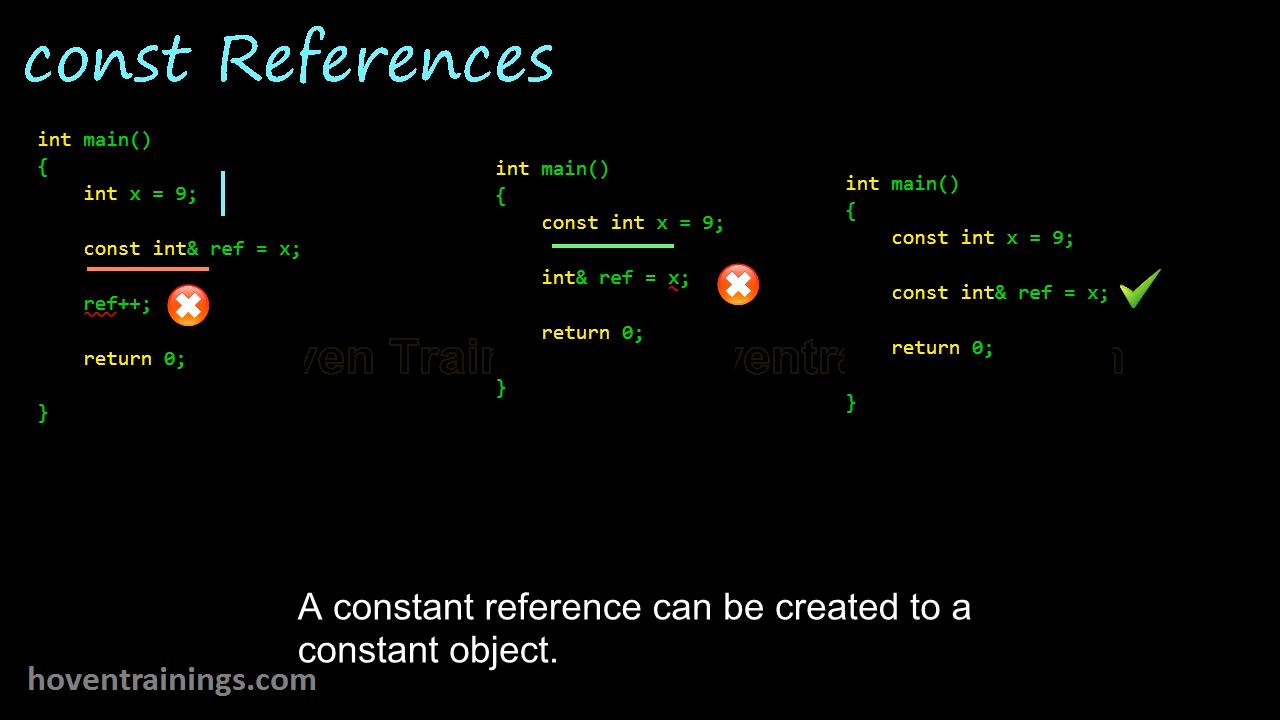 const References
int main()
{
int x = 9;
const int& ref = x;
ref++;
return 0;
}
int main()
{
const int x = 9;
int& ref = x;
return 0;
}
int main()
{
const int x = 9;
const int& ref = x;
return 0;
}
A constant reference can be created to a
constant object.
hoventrainings.com